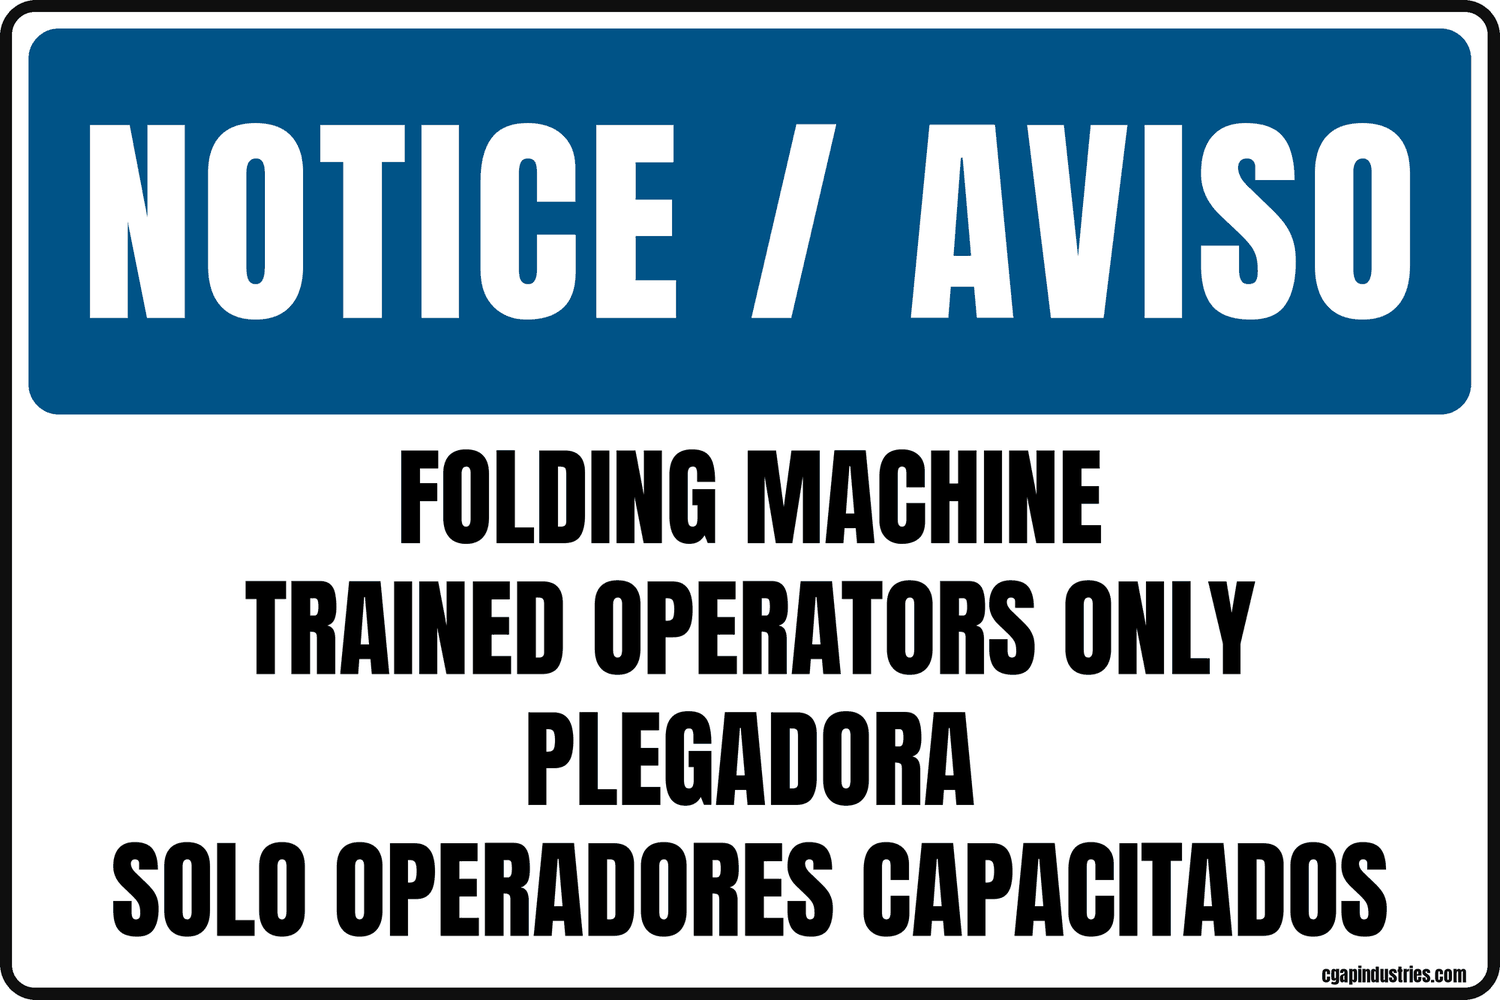 NOTICE / AVISO
FOLDING MACHINE
TRAINED OPERATORS ONLY
PLEGADORA
SOLO OPERADORES CAPACITADOS
cgapindustries.com